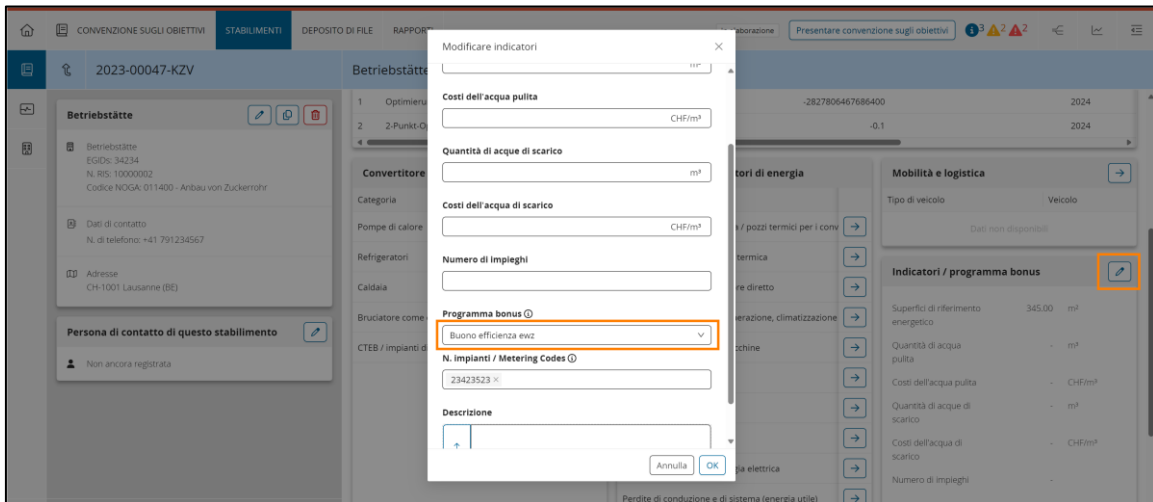 CONVENZIONE SUGLI OBIETTIVI
STABILIMENTI
DEPOSITO DI FILE
RAPPORTI
Presentare convenzione sugli obiettivi
3
2
2
2023-00047-KZV
Betriebstätte
Betriebstätte
Betriebstätte
EGIDs: 34234
N. RIS: 10000002
Codice NOGA: 011400 - Anbau von Zuckerrohr
Dati di contatto
N. di telefono: +41 791234567
Adresse
CH-1001 Lausanne (BE)
Persona di contatto di questo stabilimento
Non ancora registrata
1 Optimieru -2827806467686400 2024
2 2-Punkt-O -0.1 2024
Convertitore
Categoria
Pompe di calore
Refrigeratori
Caldaia
Bruciatore come
CTEB / impianti d
Modificare indicatori
m³
Costi dell'acqua pulita
CHF/m³
Quantità di acque di scarico
m³
Costi dell'acqua di scarico
CHF/m³
Numero di impieghi
Programma bonus
Buono efficienza ewz
N. impianti / Metering Codes
23423523 ×
Descrizione
Annulla
OK
tori di energia
/ pozzi termici per i conv
termica
re diretto
erazione, climatizzazione
cchine
ia elettrica
Perdite di conduzione e di sistema (energia utile)
Mobilità e logistica
Tipo di veicolo Veicolo
Dati non disponibili
Indicatori / programma bonus
Superfici di riferimento energetico 345.00 m²
Quantità di acqua pulita - m³
Costi dell'acqua pulita - CHF/m³
Quantità di acque di scarico - m³
Costi dell'acqua di scarico - CHF/m³
Numero di impieghi -